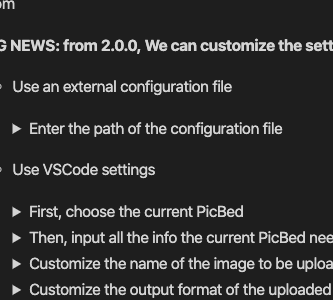 om
G NEWS: from 2.0.0, We can customize the sett
Use an external configuration file
Enter the path of the configuration file
Use VSCode settings
First, choose the current PicBed
Then, input all the info the current PicBed nee
Customize the name of the image to be uploa
Customize the output format of the uploaded